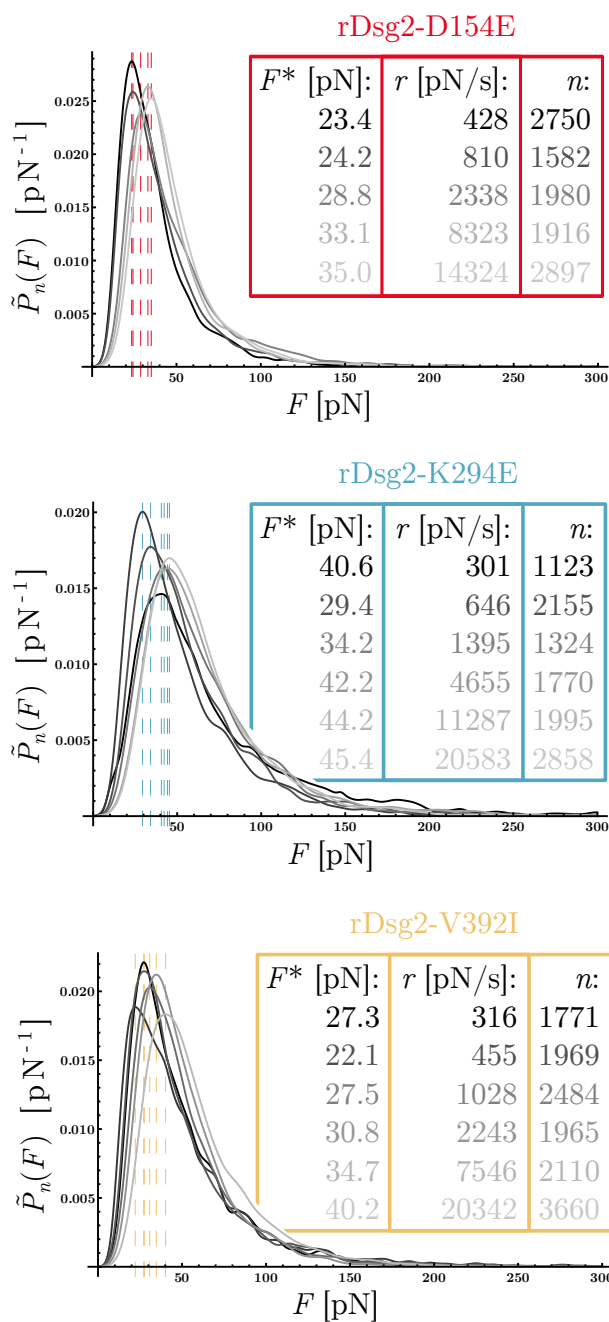 rDsg2-D154E
F* [pN]: r [pN/s]: n:
23.4 428 2750
24.2 810 1582
28.8 2338 1980
33.1 8323 1916
35.0 14324 2897
0.025
0.020
0.015
0.010
0.005
P̃n(F) [pN⁻¹]
50 100 150 200 250 300
F [pN]
rDsg2-K294E
F* [pN]: r [pN/s]: n:
40.6 301 1123
29.4 646 2155
34.2 1395 1324
42.2 4655 1770
44.2 11287 1995
45.4 20583 2858
0.020
0.015
0.010
0.005
P̃n(F) [pN⁻¹]
50 100 150 200 250 300
F [pN]
rDsg2-V392I
F* [pN]: r [pN/s]: n:
27.3 316 1771
22.1 455 1969
27.5 1028 2484
30.8 2243 1965
34.7 7546 2110
40.2 20342 3660
0.020
0.015
0.010
0.005
P̃n(F) [pN⁻¹]
50 100 150 200 250 300
F [pN]